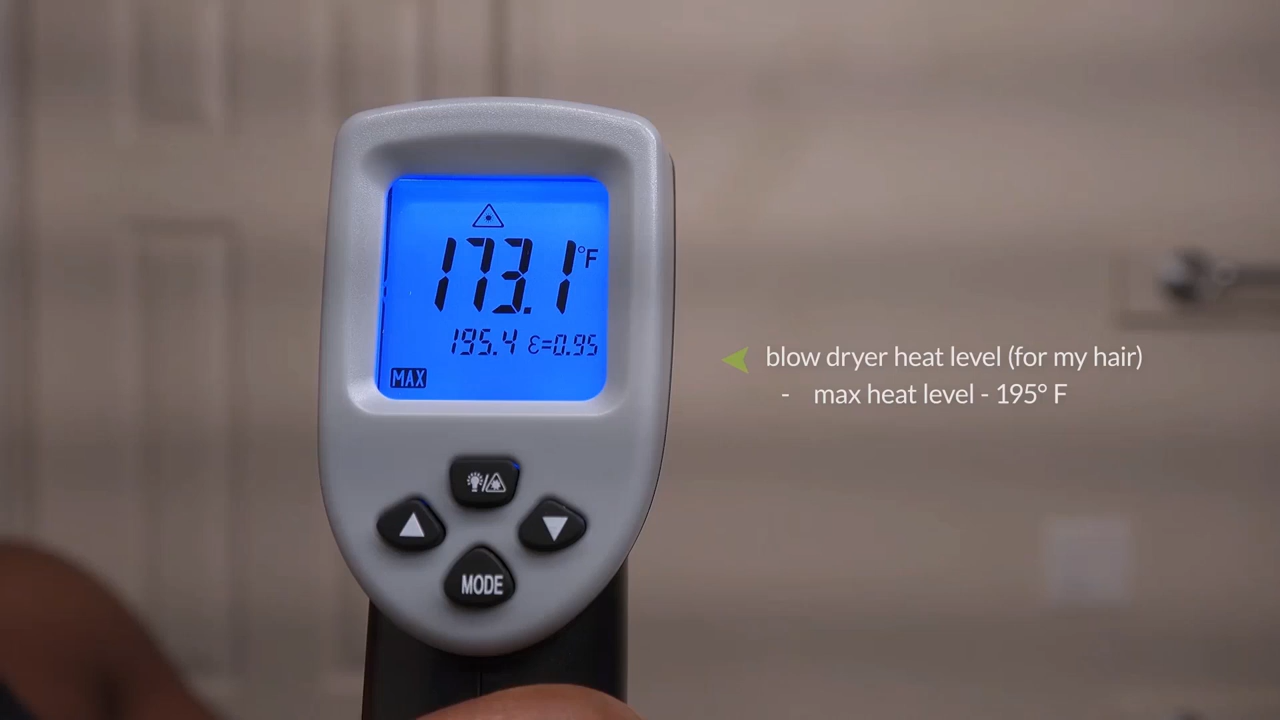 173.1 °F
195.4 ε=0.95
MAX
blow dryer heat level (for my hair)
- max heat level - 195° F
MODE